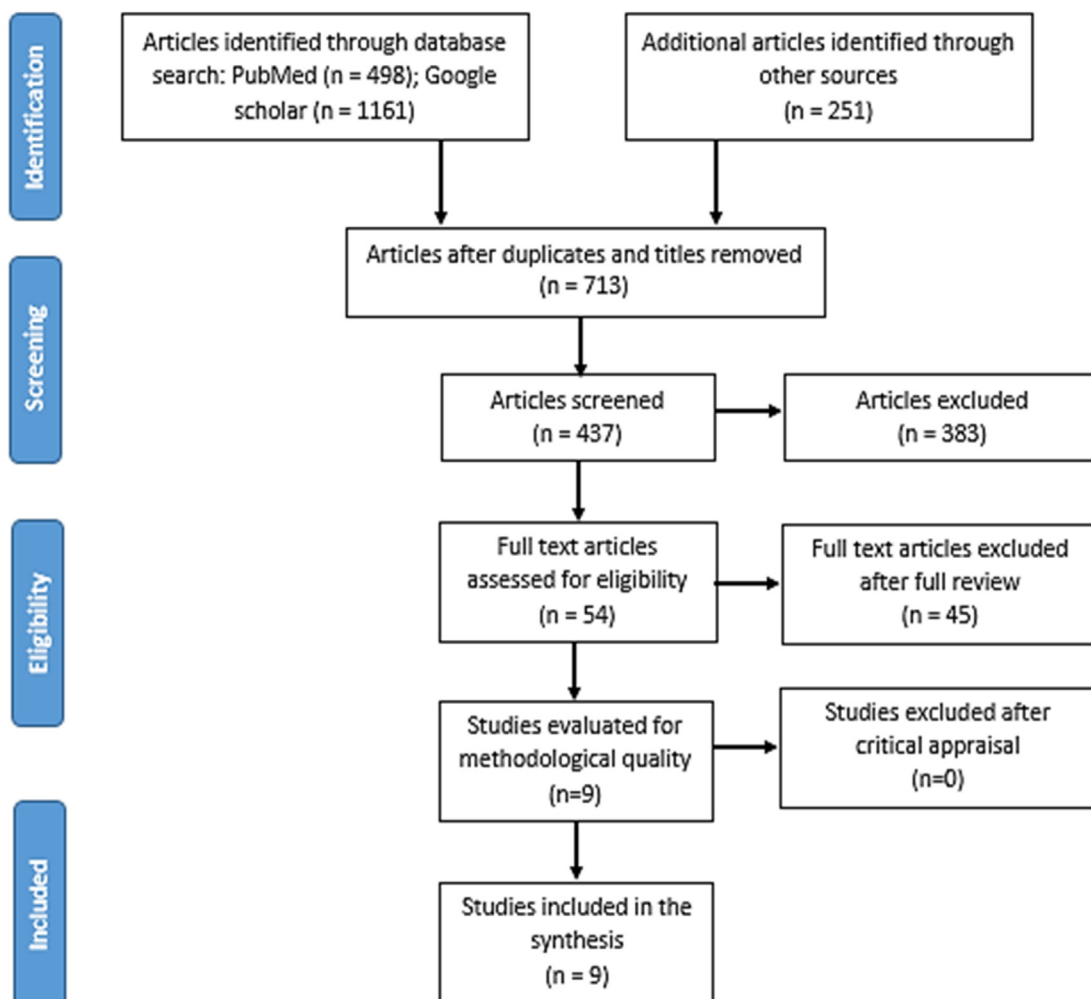 Identification
Articles identified through database
search: PubMed (n = 498); Google
scholar (n = 1161)
Additional articles identified through
other sources
(n = 251)
Screening
Articles after duplicates and titles removed
(n = 713)
Articles screened
(n = 437)
Articles excluded
(n = 383)
Eligibility
Full text articles
assessed for eligibility
(n = 54)
Full text articles excluded
after full review
(n = 45)
Studies evaluated for
methodological quality
(n=9)
Studies excluded after
critical appraisal
(n=0)
Included
Studies included in the
synthesis
(n = 9)